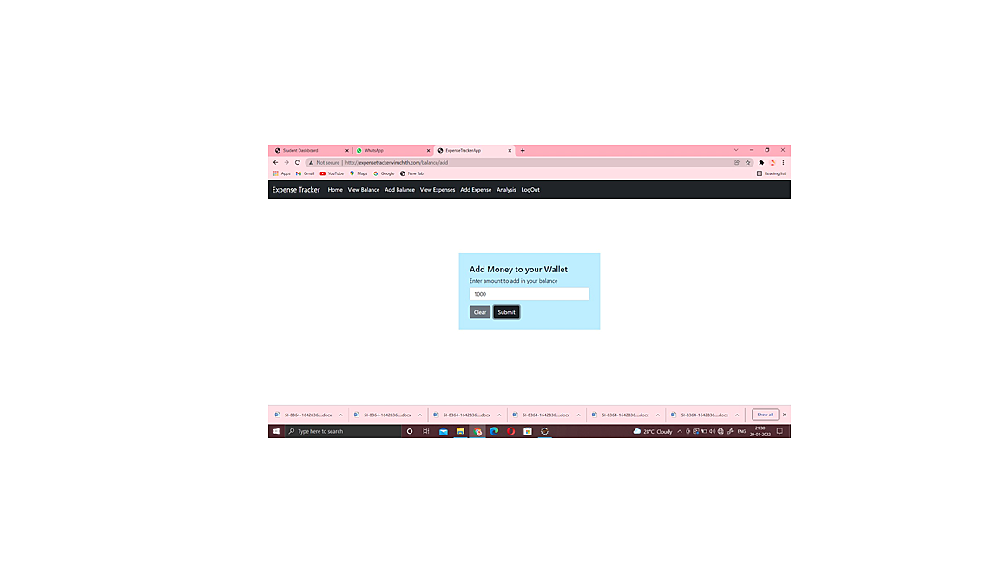 Student Dashboard WhatsApp ExpenseTrackerApp
Not secure | http://expensetracker.viruchith.com/balance/add
Apps Gmail YouTube Maps Google New Tab Reading list
Expense Tracker Home View Balance Add Balance View Expenses Add Expense Analysis LogOut
Add Money to your Wallet
Enter amount to add in your balance
1000
Clear Submit
SI-8364-1642836....docx SI-8364-1642836....docx SI-8364-1642836....docx SI-8364-1642836....docx SI-8364-1642836....docx SI-8364-1642836....docx Show all
Type here to search 28°C Cloudy ENG 21:30
29-01-2022